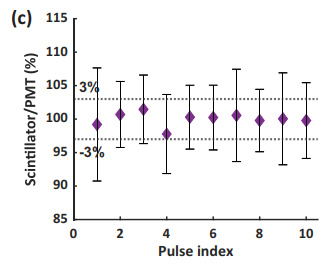 (c)
Scintillator/PMT (%)
115
110
105
100
95
90
85
3%
-3%
0 2 4 6 8 10
Pulse index